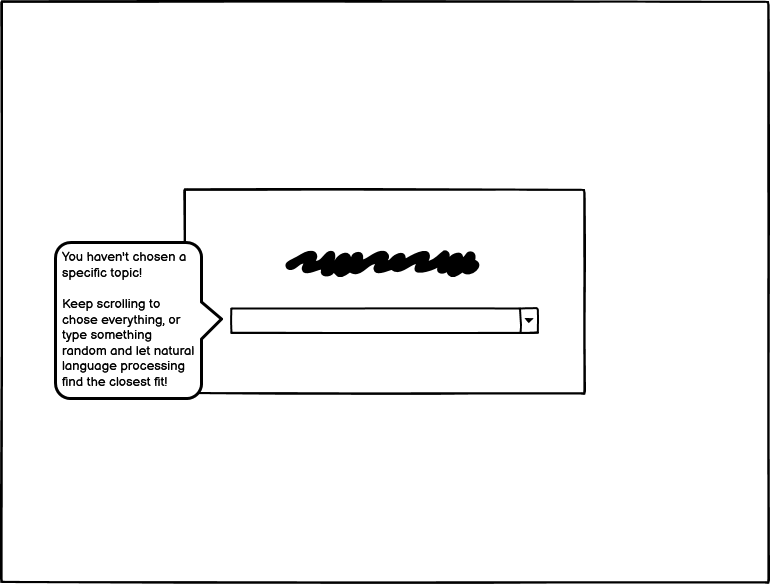 You haven't chosen a
specific topic!
Keep scrolling to
chose everything, or
type something
random and let natural
language processing
find the closest fit!